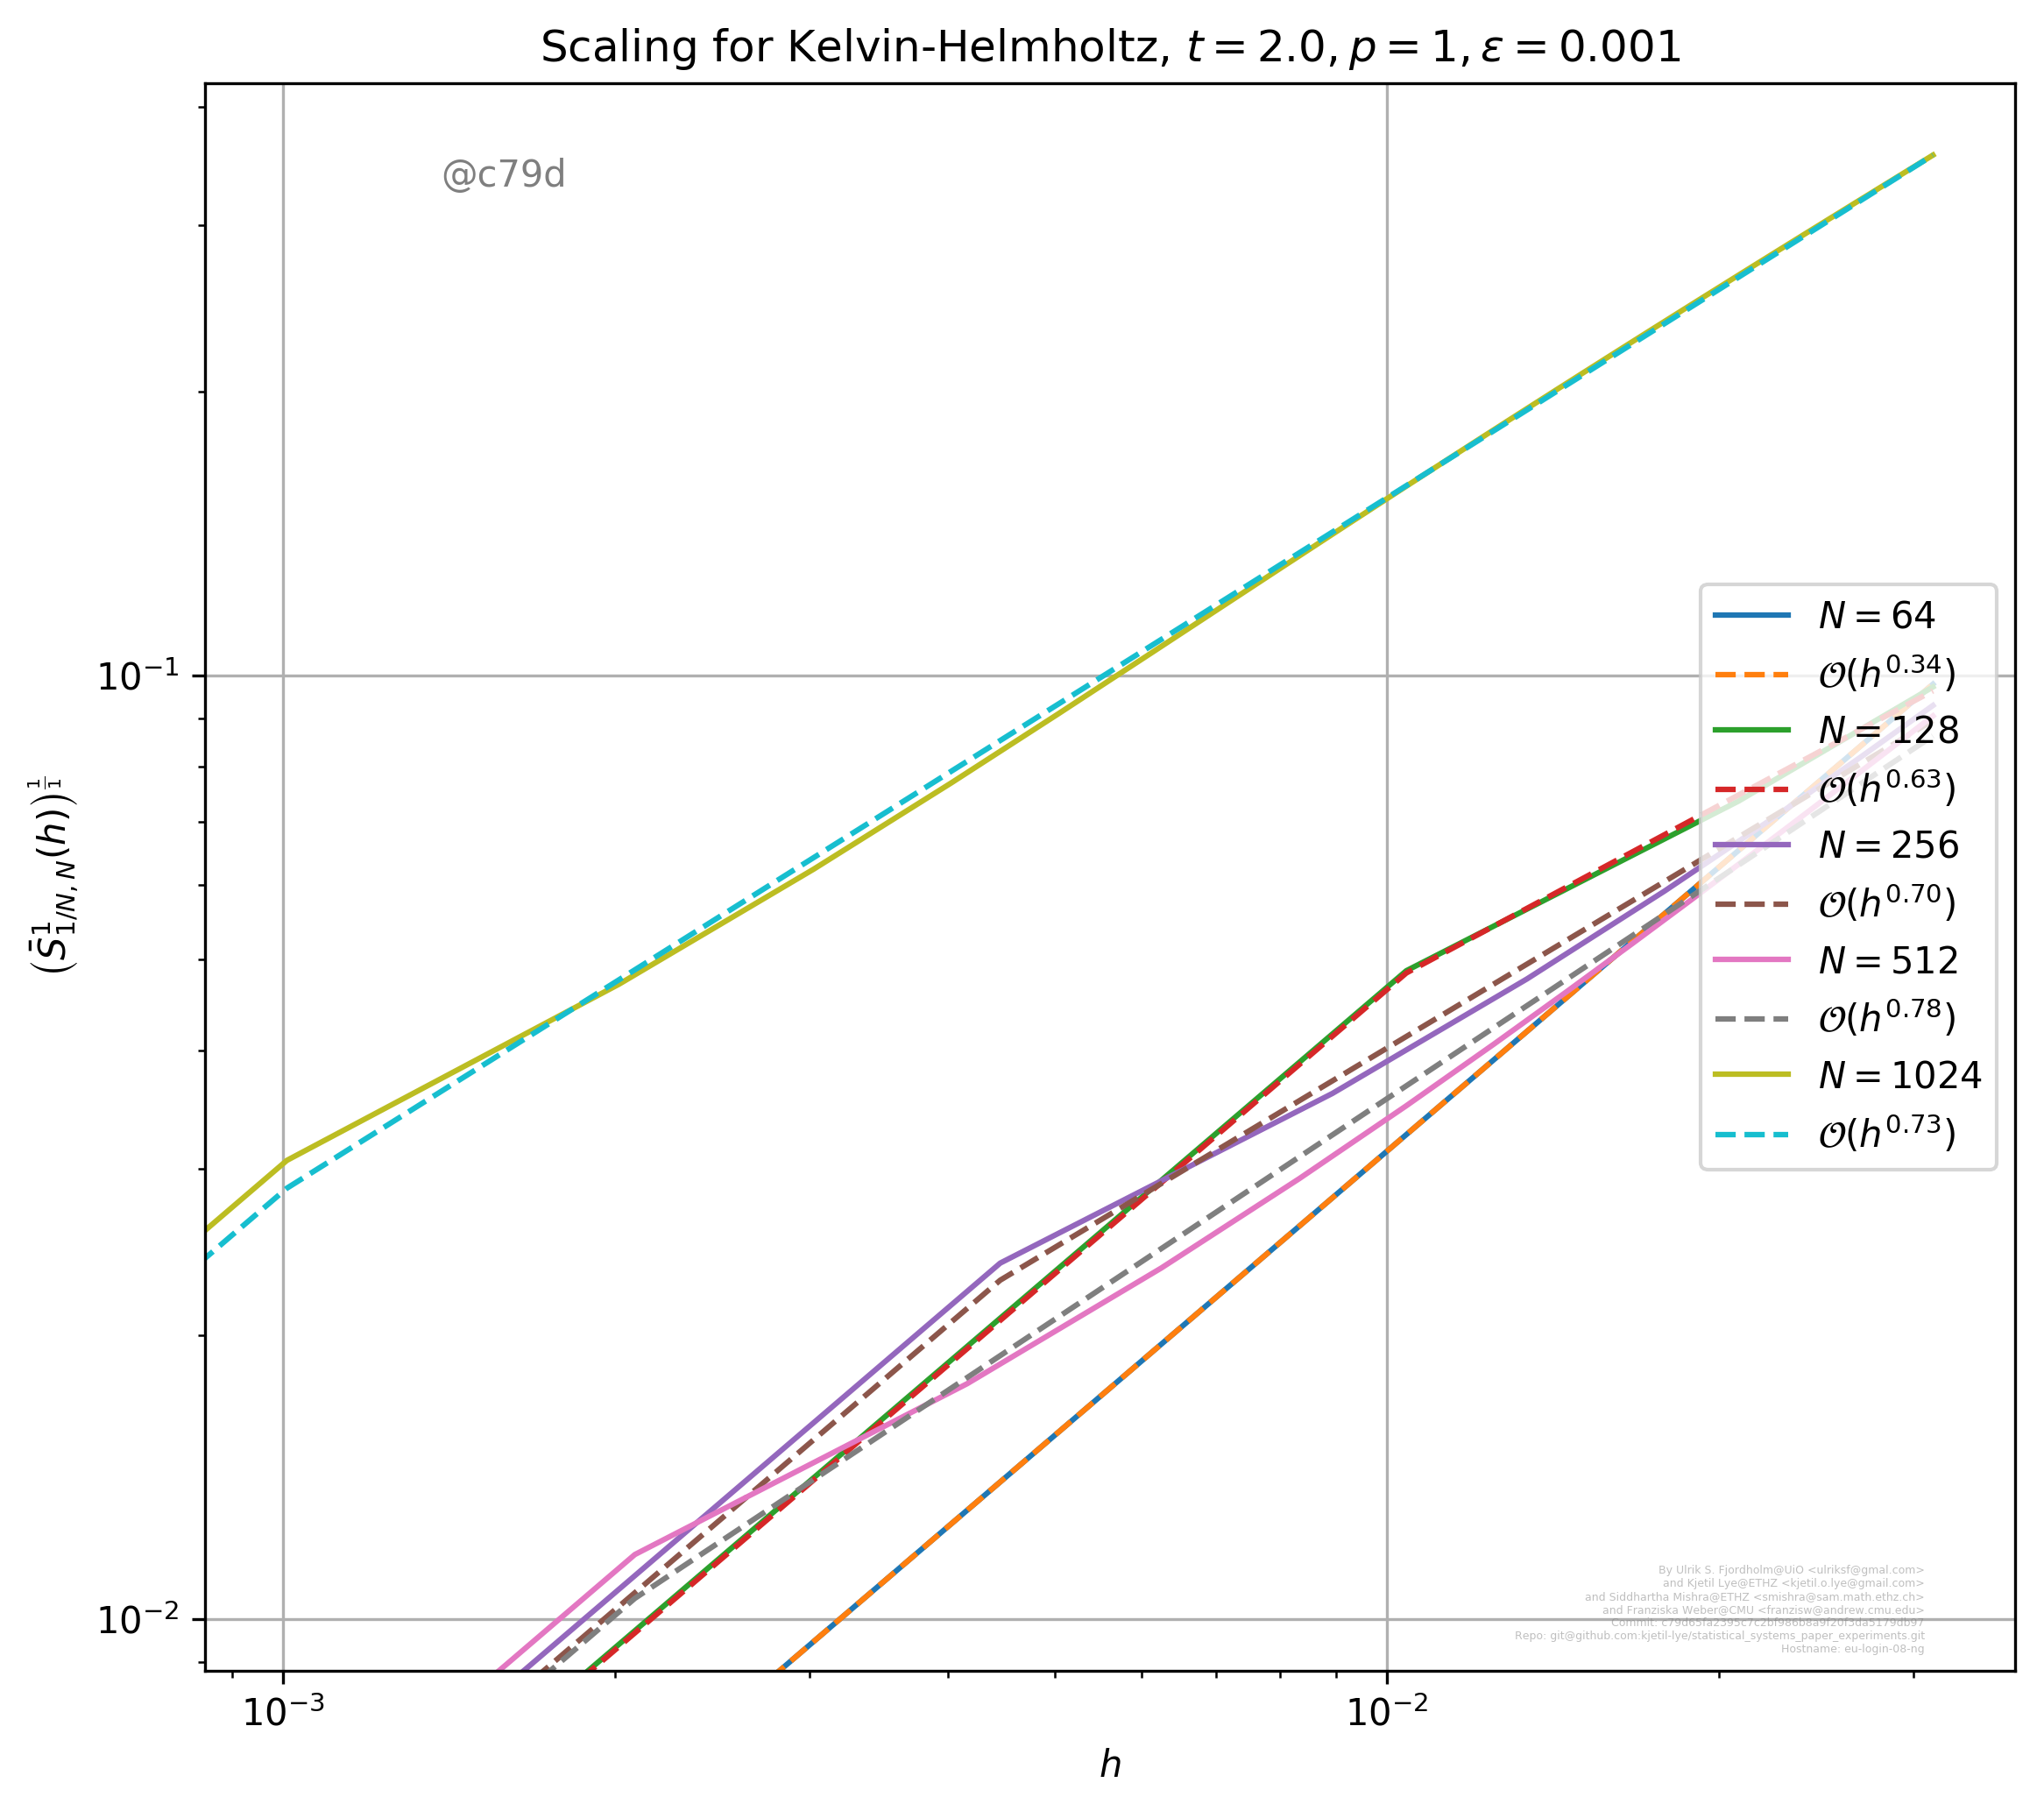 Scaling for Kelvin-Helmholtz, t = 2.0, p = 1, ε = 0.001
@c79d
10⁻¹
10⁻²
(S̄¹_{1/N, N}(h))^{1/1}
N = 64
𝒪(h^{0.34})
N = 128
𝒪(h^{0.63})
N = 256
𝒪(h^{0.70})
N = 512
𝒪(h^{0.78})
N = 1024
𝒪(h^{0.73})
By Ulrik S. Fjordholm@UiO <ulriksf@gmal.com>
and Kjetil Lye@ETHZ <kjetil.o.lye@gmail.com>
and Siddhartha Mishra@ETHZ <smishra@sam.math.ethz.ch>
and Franziska Weber@CMU <franzisw@andrew.cmu.edu>
Commit:
Repo: git@github.com:kjetil-lye/statistical_systems_paper_experiments.git
Hostname: eu-login-08-ng
10⁻³
10⁻²
h